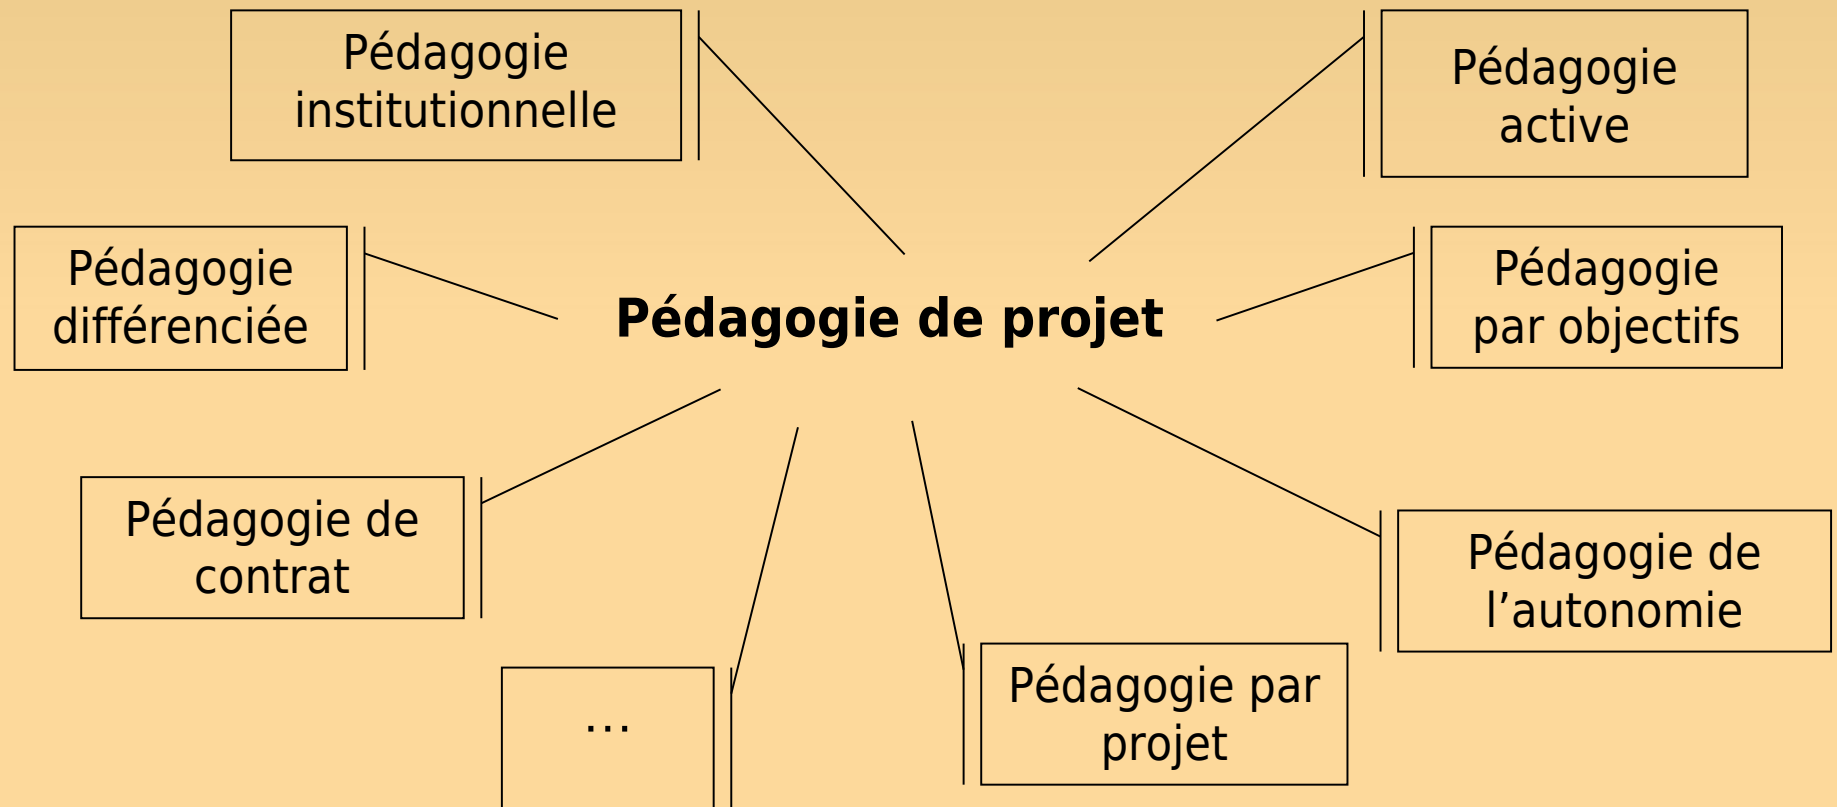 Pédagogie
institutionnelle
Pédagogie
active
Pédagogie
différenciée
Pédagogie de projet
Pédagogie
par objectifs
Pédagogie de
contrat
Pédagogie de
l’autonomie
…
Pédagogie par
projet